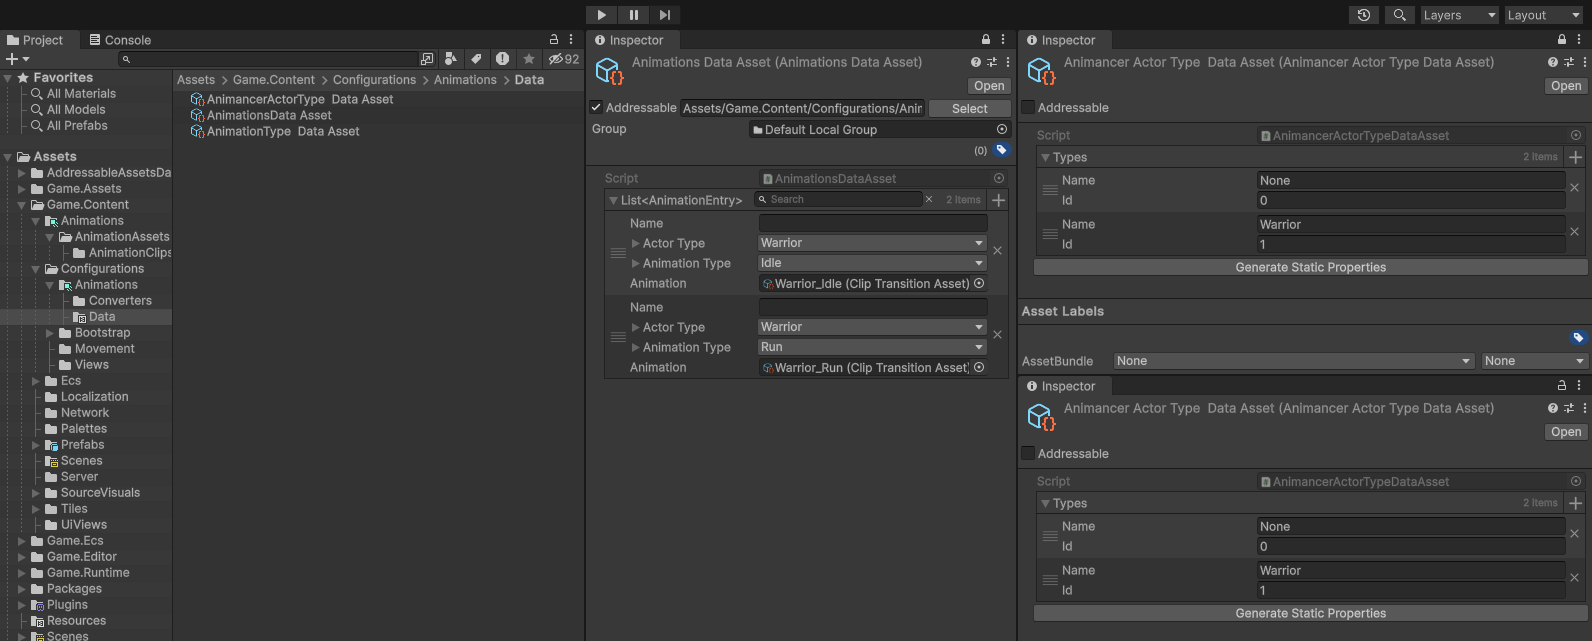 Layers
Layout
Project
Console
92
Favorites
All Materials
All Models
All Prefabs
Assets
AddressableAssetsDa
Game.Assets
Game.Content
Animations
AnimationAssets
AnimationClips
Configurations
Animations
Converters
Data
Bootstrap
Movement
Views
Ecs
Localization
Network
Palettes
Prefabs
Scenes
Server
SourceVisuals
Tiles
UiViews
Game.Ecs
Game.Editor
Game.Runtime
Packages
Plugins
Resources
Scenes
Assets > Game.Content > Configurations > Animations > Data
AnimancerActorType  Data Asset
AnimationsData Asset
AnimationType  Data Asset
Inspector
Animations Data Asset (Animations Data Asset)
Open
Addressable Assets/Game.Content/Configurations/Anin Select
Group Default Local Group
(0)
Script AnimationsDataAsset
List<AnimationEntry> Search 2 Items
Name
Actor Type Warrior
Animation Type Idle
Animation Warrior_Idle (Clip Transition Asset)
Name
Actor Type Warrior
Animation Type Run
Animation Warrior_Run (Clip Transition Asset)
Inspector
Animancer Actor Type  Data Asset (Animancer Actor Type Data Asset)
Open
Addressable
Script AnimancerActorTypeDataAsset
Types 2 Items
Name None
Id 0
Name Warrior
Id 1
Generate Static Properties
Asset Labels
AssetBundle None None
Inspector
Animancer Actor Type  Data Asset (Animancer Actor Type Data Asset)
Open
Addressable
Script AnimancerActorTypeDataAsset
Types 2 Items
Name None
Id 0
Name Warrior
Id 1
Generate Static Properties